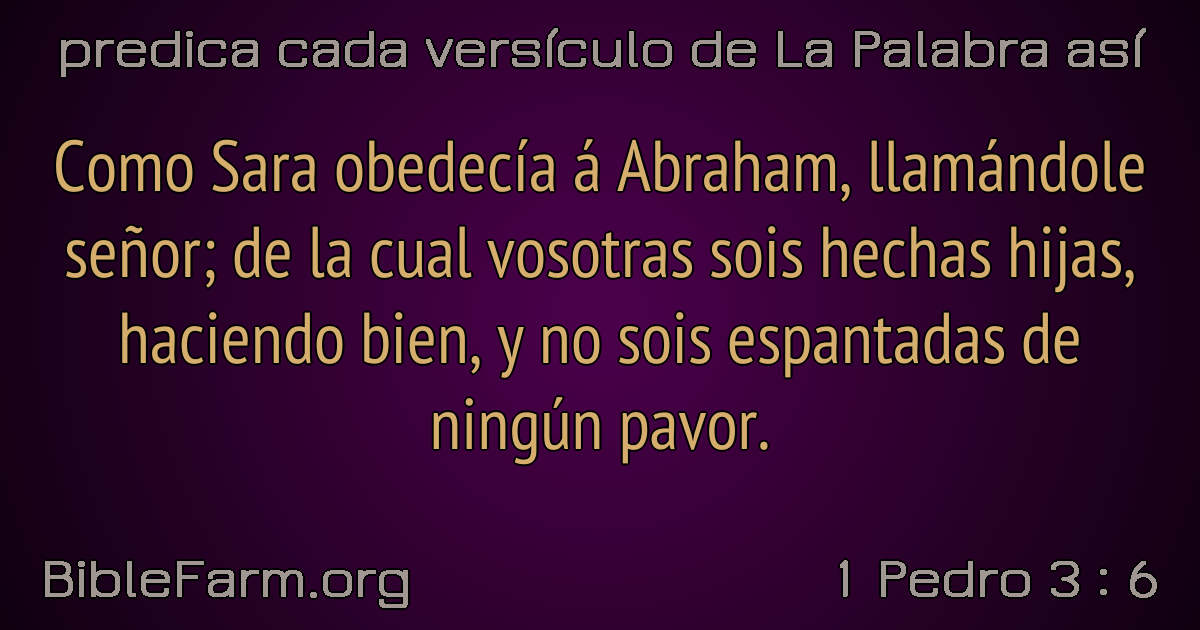 predica cada versículo de La Palabra así
Como Sara obedecía á Abraham, llamándole
señor; de la cual vosotras sois hechas hijas,
haciendo bien, y no sois espantadas de
ningún pavor.
BibleFarm.org
1 Pedro 3 : 6